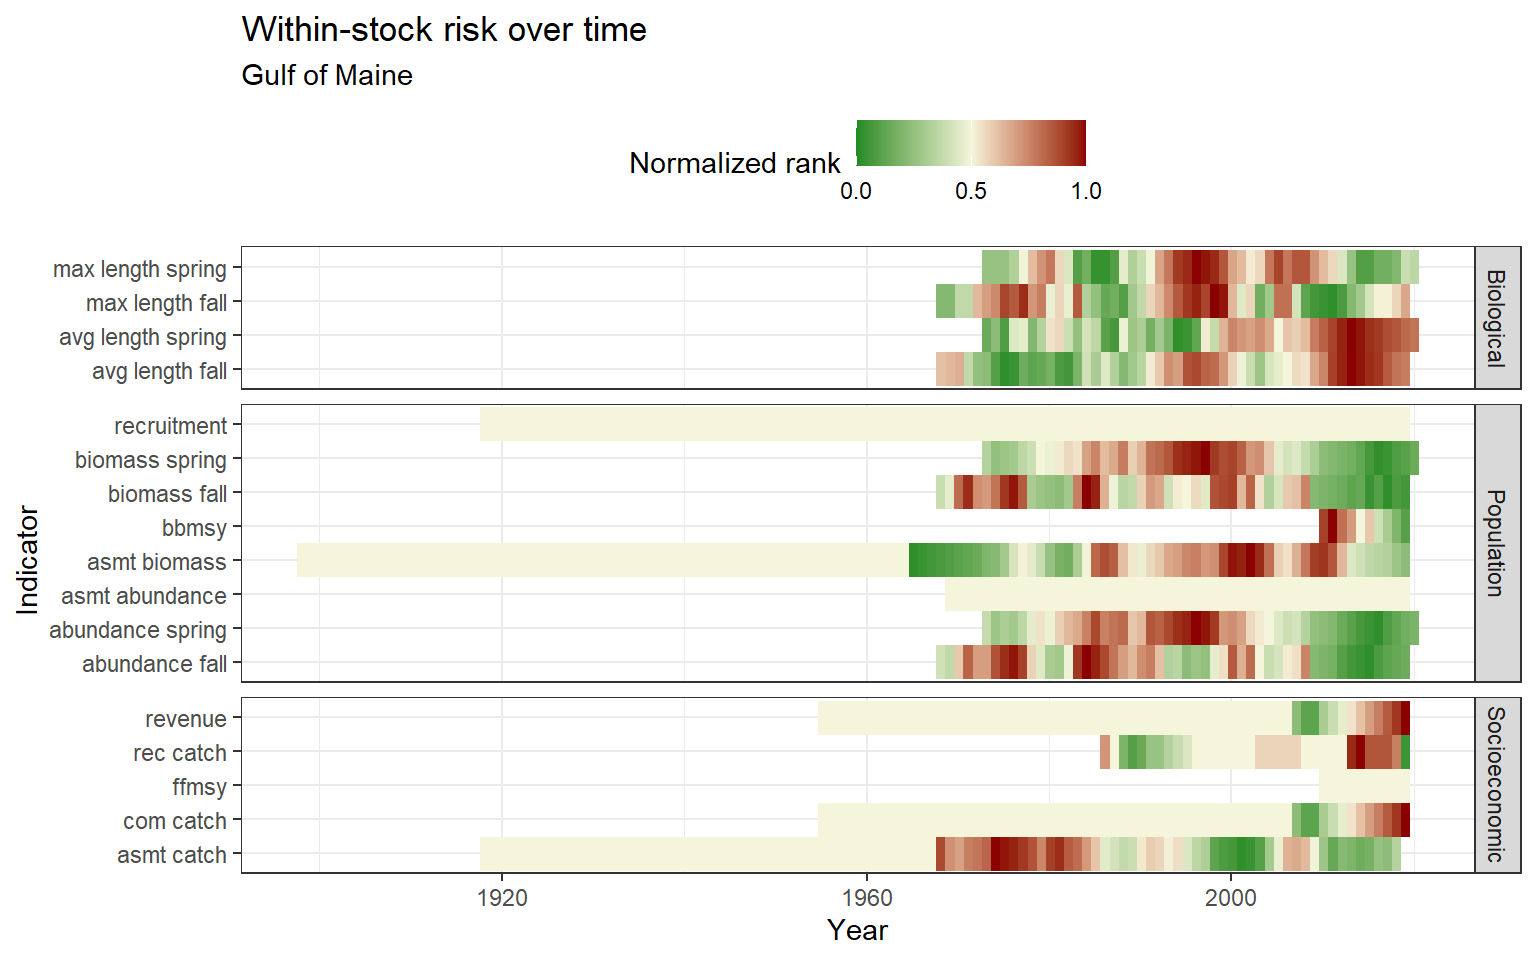 Within-stock risk over time
Gulf of Maine
Normalized rank
0.0 0.5 1.0
max length spring
max length fall
avg length spring
avg length fall
Biological
recruitment
biomass spring
biomass fall
bbmsy
asmt biomass
asmt abundance
abundance spring
abundance fall
Population
revenue
rec catch
ffmsy
com catch
asmt catch
Socioeconomic
Indicator
1920 1960 2000
Year